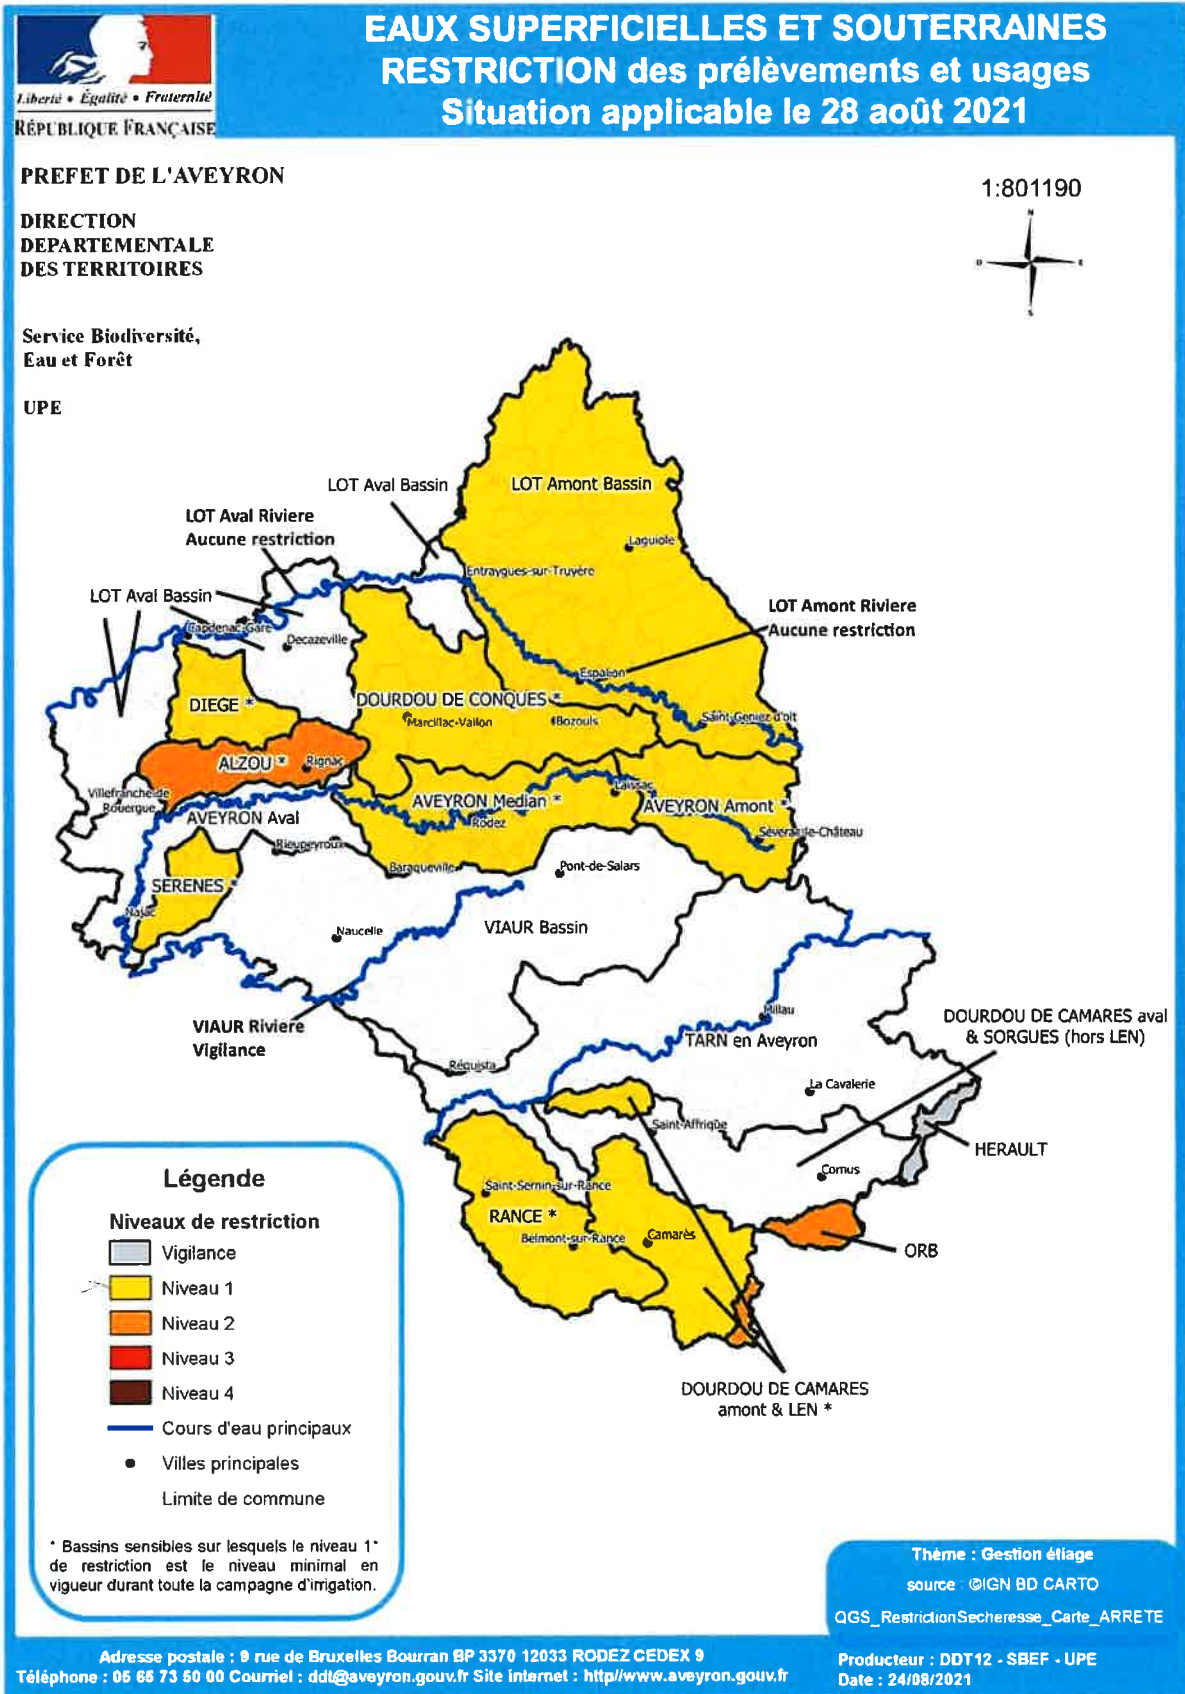 EAUX SUPERFICIELLES ET SOUTERRAINES
RESTRICTION des prélèvements et usages
Situation applicable le 28 août 2021
Liberté • Égalité • Fraternité
RÉPUBLIQUE FRANÇAISE
PREFET DE L'AVEYRON
DIRECTION
DEPARTEMENTALE
DES TERRITOIRES
Service Biodiversité,
Eau et Forêt
UPE
1:801190
N
O
E
S
LOT Aval Bassin
LOT Amont Bassin
LOT Aval Riviere
Aucune restriction
Laguiole
Entraygues-sur-Truyère
LOT Aval Bassin
LOT Amont Riviere
Aucune restriction
Capdenac-Gare
Decazeville
Espalion
DIEGE *
DOURDOU DE CONQUES *
Marcillac-Vallon
Bozouls
Saint-Geniez d'olt
ALZOU *
Rignac
Villefranche de
Rouergue
AVEYRON Aval
AVEYRON Median *
Rodez
Laissac
AVEYRON Amont *
Séverac-le-Château
Rieupeyroux
Baraqueville
Pont-de-Salars
SERENES *
Najac
Naucelle
VIAUR Bassin
VIAUR Riviere
Vigilance
Millau
TARN en Aveyron
DOURDOU DE CAMARES aval
& SORGUES (hors LEN)
Réquista
La Cavalerie
Saint-Affrique
HERAULT
Cornus
Saint-Sernin-sur-Rance
RANCE *
Belmont-sur-Rance
Camarès
ORB
DOURDOU DE CAMARES
amont & LEN *
Légende
Niveaux de restriction
Vigilance
Niveau 1
Niveau 2
Niveau 3
Niveau 4
Cours d'eau principaux
Villes principales
Limite de commune
* Bassins sensibles sur lesquels le niveau 1*
de restriction est le niveau minimal en
vigueur durant toute la campagne d'irrigation.
Thème : Gestion étiage
source : ©IGN BD CARTO
QGS_RestrictionSecheresse_Carte_ARRETE
Adresse postale : 9 rue de Bruxelles Bourran BP 3370 12033 RODEZ CEDEX 9
Téléphone : 05 65 73 50 00 Courriel : ddt@aveyron.gouv.fr Site internet : http//www.aveyron.gouv.fr
Producteur : DDT12 - SBEF - UPE
Date : 24/08/2021